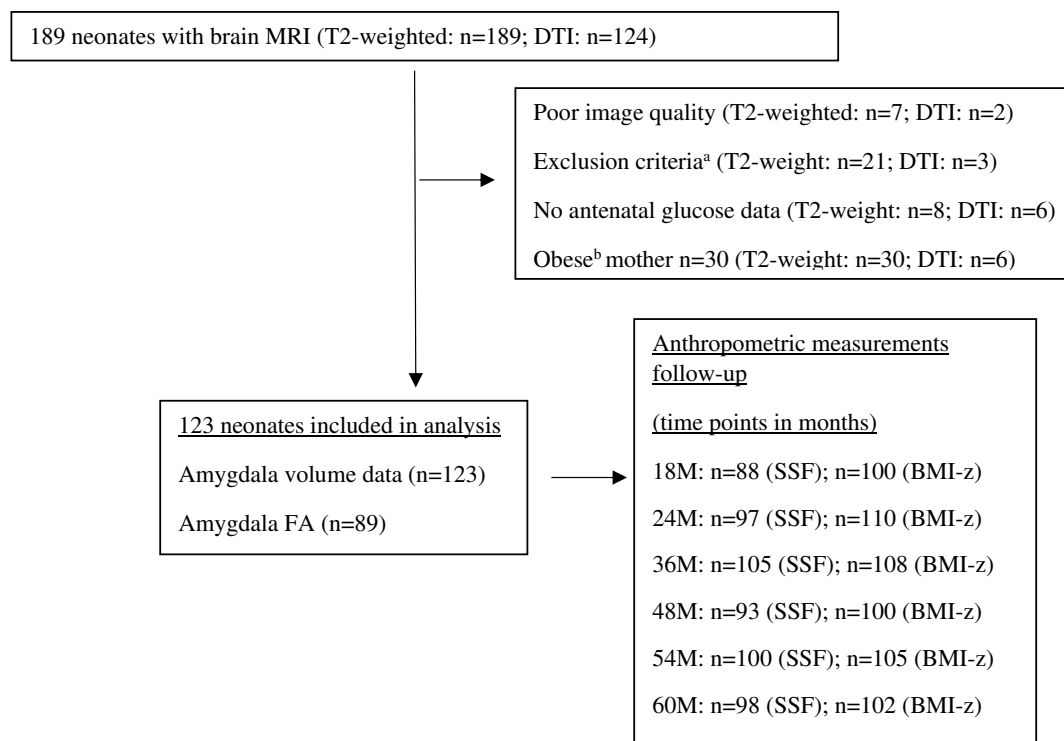 189 neonates with brain MRI (T2-weighted: n=189; DTI: n=124)
Poor image quality (T2-weighted: n=7; DTI: n=2)
Exclusion criteriaᵃ (T2-weight: n=21; DTI: n=3)
No antenatal glucose data (T2-weight: n=8; DTI: n=6)
Obeseᵇ mother n=30 (T2-weight: n=30; DTI: n=6)
123 neonates included in analysis
Amygdala volume data (n=123)
Amygdala FA (n=89)
Anthropometric measurements
follow-up
(time points in months)
18M: n=88 (SSF); n=100 (BMI-z)
24M: n=97 (SSF); n=110 (BMI-z)
36M: n=105 (SSF); n=108 (BMI-z)
48M: n=93 (SSF); n=100 (BMI-z)
54M: n=100 (SSF); n=105 (BMI-z)
60M: n=98 (SSF); n=102 (BMI-z)